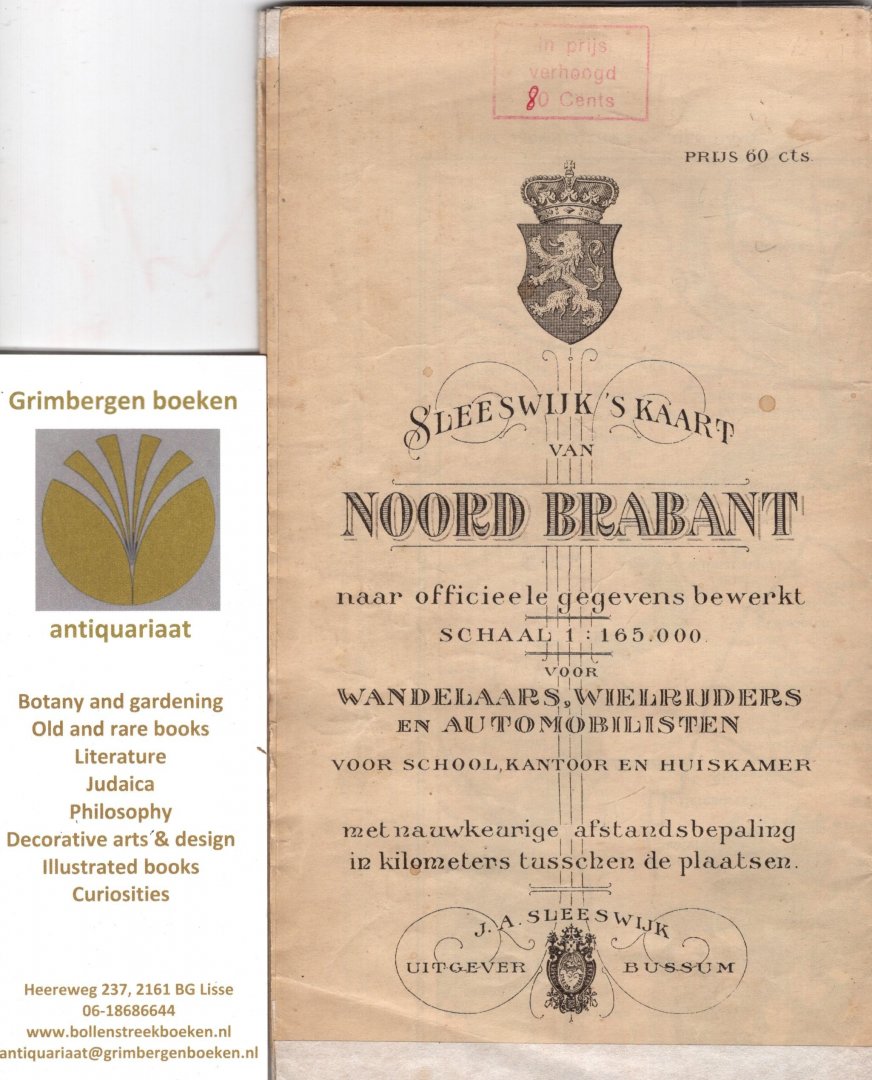 In prijs
verhoogd
80 Cents
PRIJS 60 cts.
SLEESWIJK'S KAART
VAN
NOORD BRABANT
naar officieele gegevens bewerkt
SCHAAL 1:165.000.
VOOR
WANDELAARS, WIELRIJDERS
EN AUTOMOBILISTEN
VOOR SCHOOL, KANTOOR EN HUISKAMER
met nauwkeurige afstandsbepaling
in kilometers tusschen de plaatsen.
J. A. SLEESWIJK
UITGEVER BUSSUM
Grimbergen boeken
antiquariaat
Botany and gardening
Old and rare books
Literature
Judaica
Philosophy
Decorative arts & design
Illustrated books
Curiosities
Heereweg 237, 2161 BG Lisse
06-18686644
www.bollenstreekboeken.nl
antiquariaat@grimbergenboeken.nl